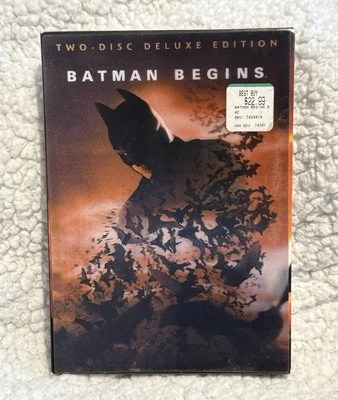 TWO-DISC DELUXE EDITION
BATMAN BEGINS
BEST BUY
$22.99
BATMAN BEGINS